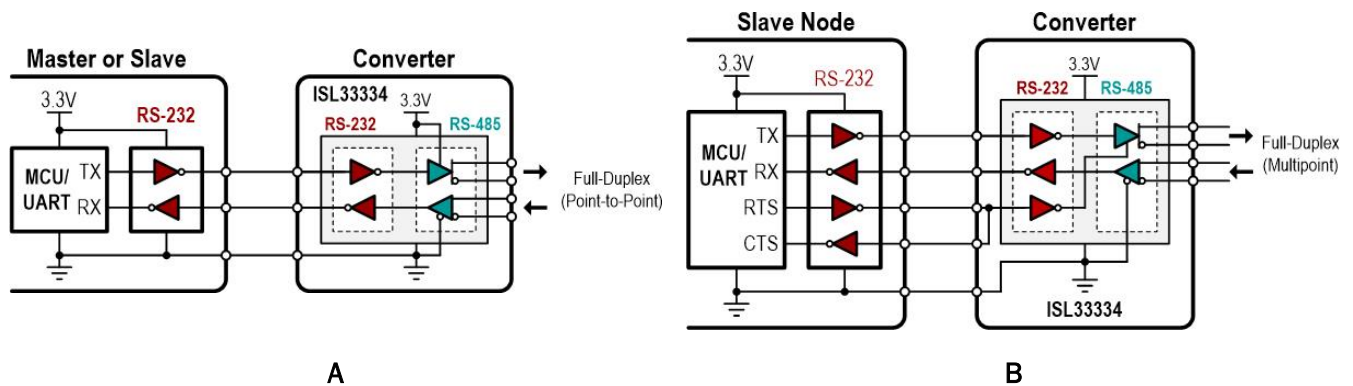 Master or Slave
Converter
3.3V
RS-232
MCU/
UART
TX
RX
ISL33334
3.3V
RS-232
RS-485
Full-Duplex
(Point-to-Point)
A
Slave Node
Converter
3.3V
RS-232
MCU/
UART
TX
RX
RTS
CTS
3.3V
RS-232
RS-485
Full-Duplex
(Multipoint)
ISL33334
B